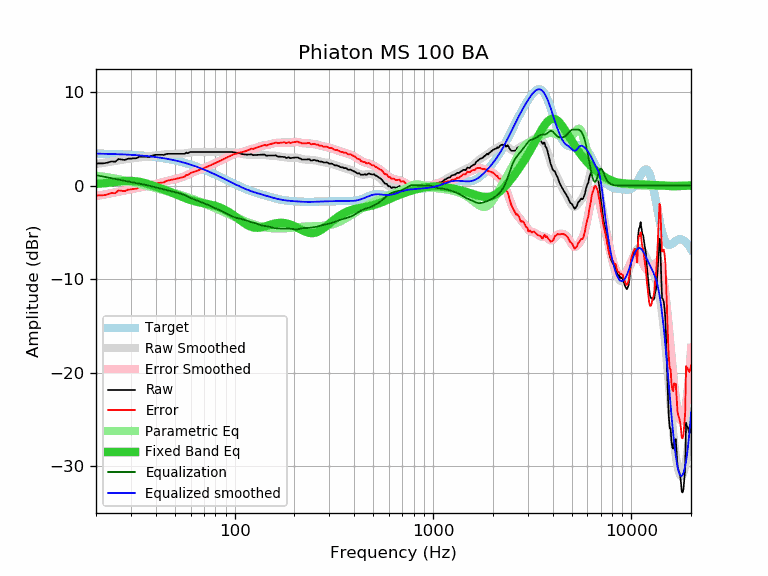 Phiaton MS 100 BA
10
0
−10
−20
−30
Amplitude (dBr)
Target
Raw Smoothed
Error Smoothed
Raw
Error
Parametric Eq
Fixed Band Eq
Equalization
Equalized smoothed
100
1000
10000
Frequency (Hz)